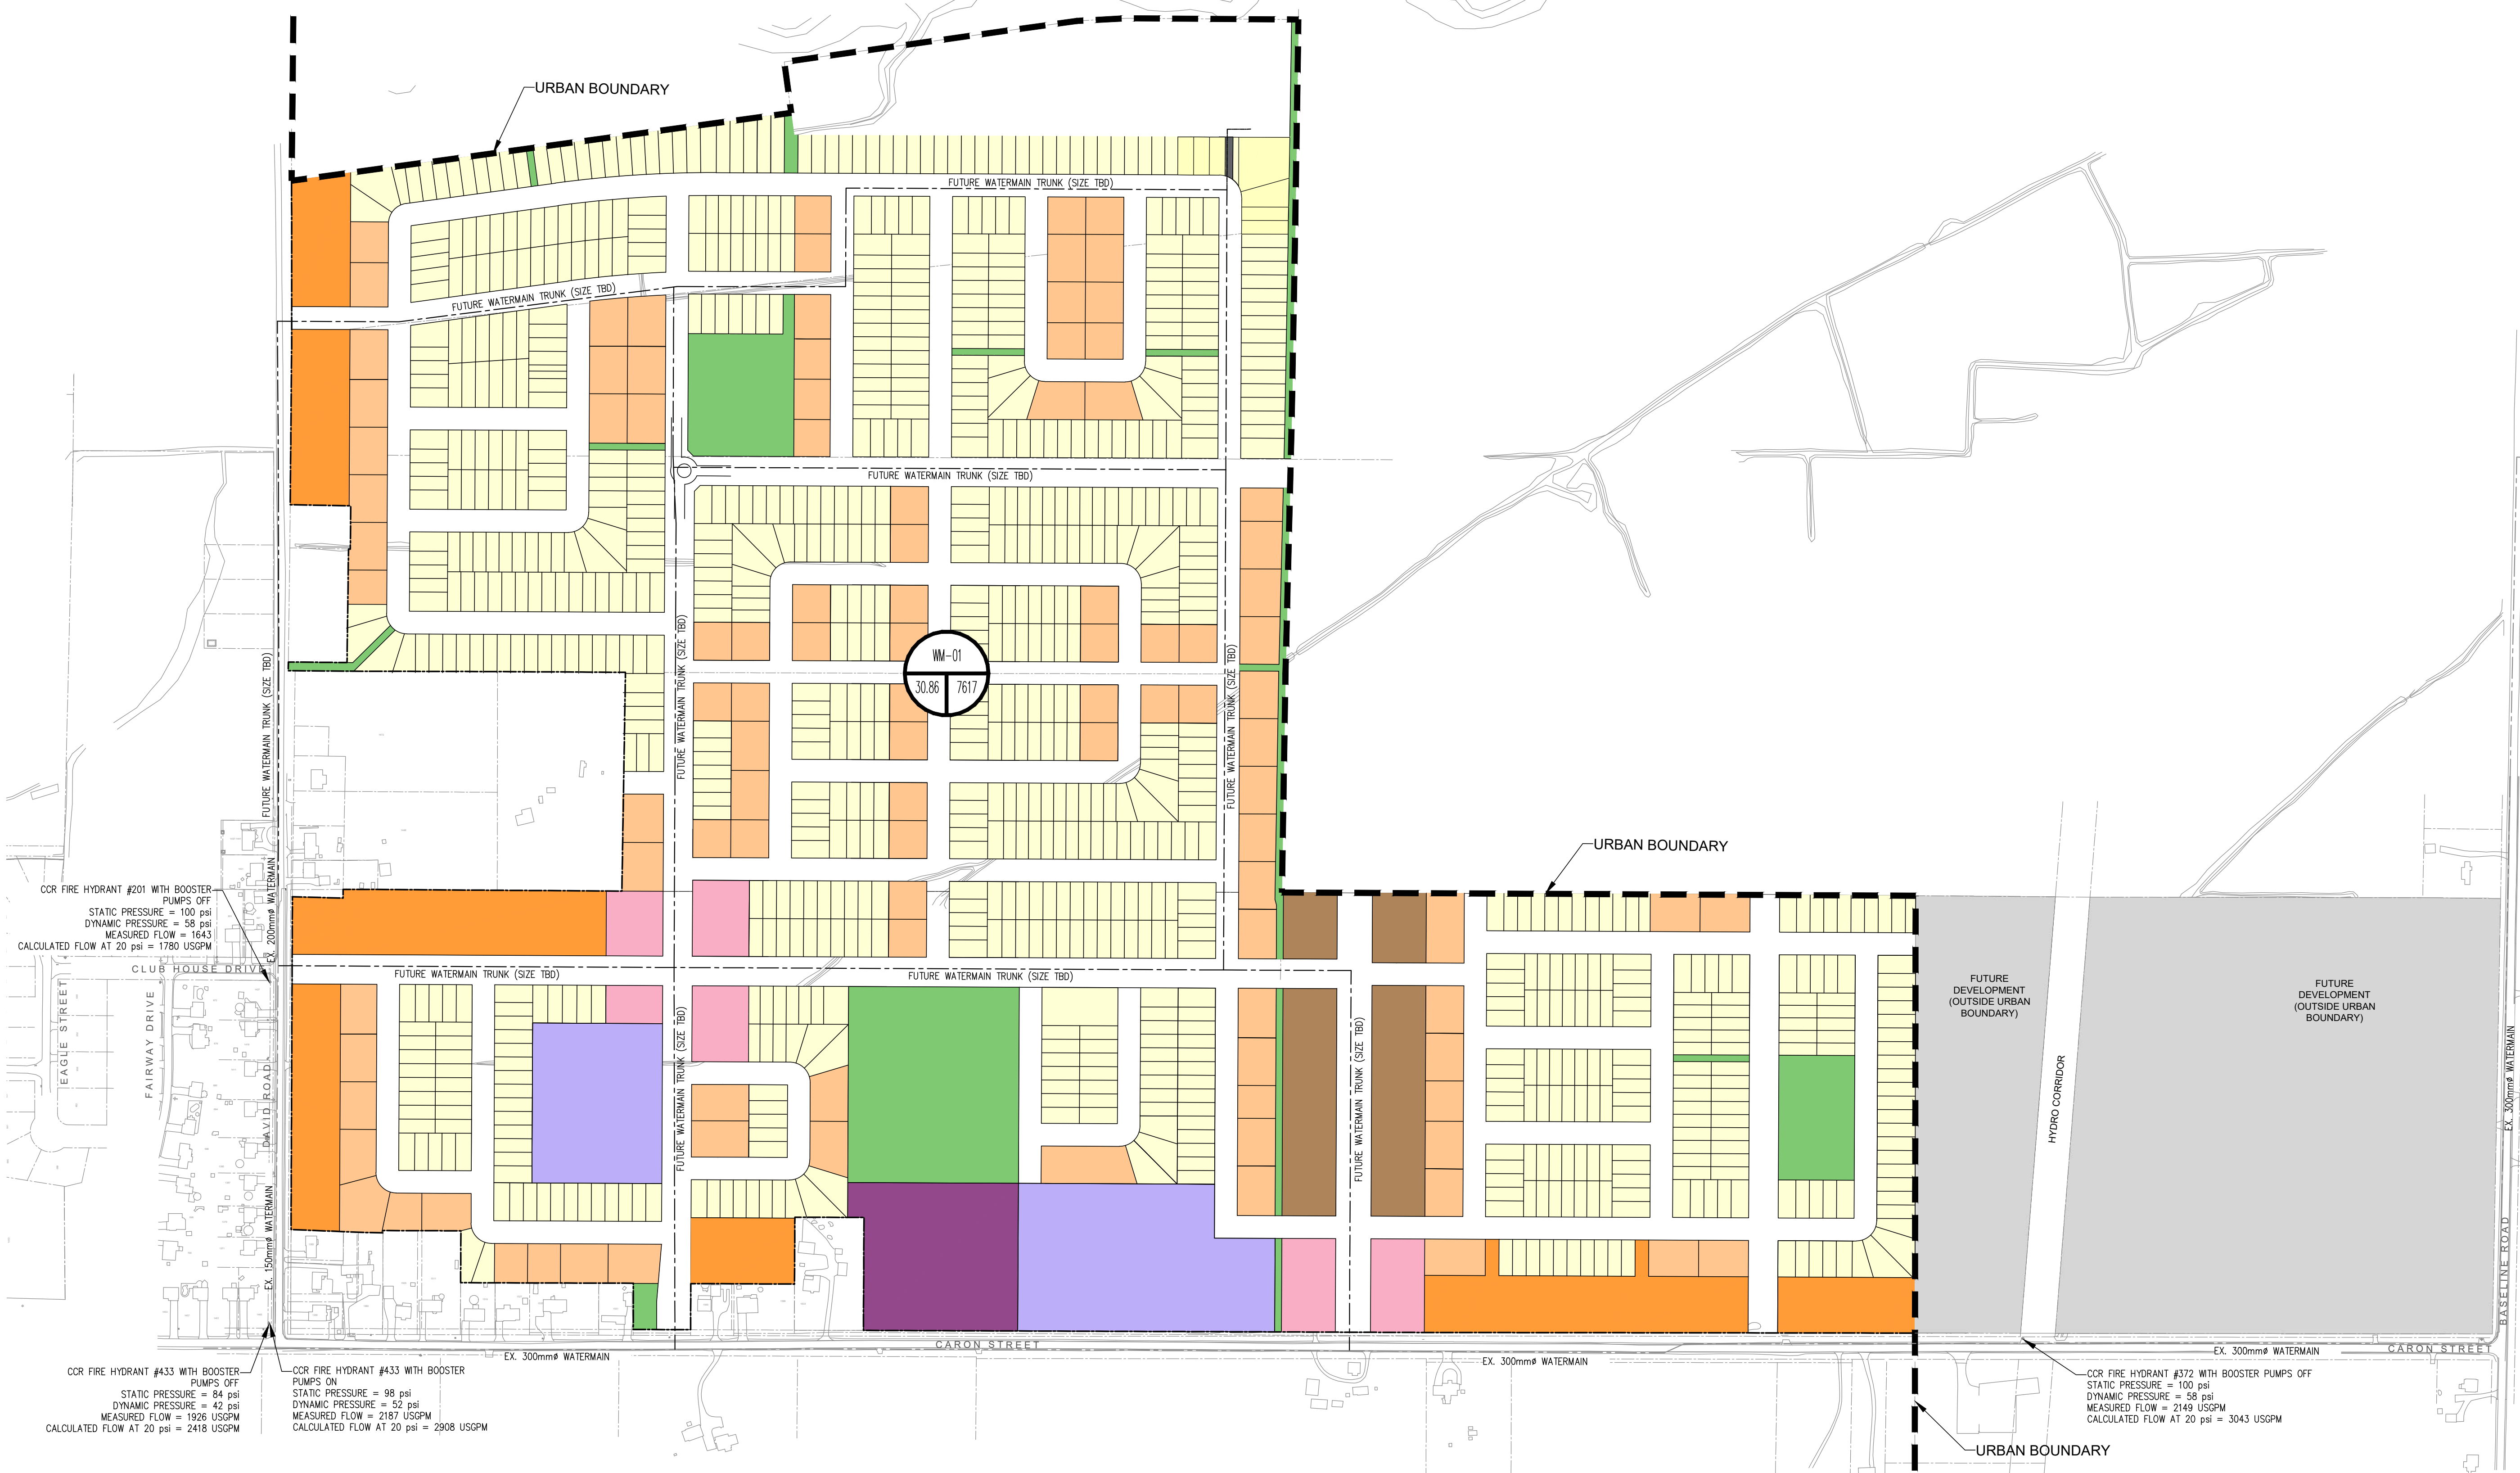 URBAN BOUNDARY
FUTURE WATERMAIN TRUNK (SIZE TBD)
FUTURE WATERMAIN TRUNK (SIZE TBD)
FUTURE WATERMAIN TRUNK (SIZE TBD)
FUTURE WATERMAIN TRUNK (SIZE TBD)
FUTURE WATERMAIN TRUNK (SIZE TBD)
FUTURE WATERMAIN TRUNK (SIZE TBD)
WM-01
30.86
7617
URBAN BOUNDARY
CCR FIRE HYDRANT #201 WITH BOOSTER
PUMPS OFF
STATIC PRESSURE = 100 psi
DYNAMIC PRESSURE = 58 psi
MEASURED FLOW = 1643
CALCULATED FLOW AT 20 psi = 1780 USGPM
EX. 200mmø WATERMAIN
CLUB HOUSE DRIVE
FUTURE WATERMAIN TRUNK (SIZE TBD)
FUTURE WATERMAIN TRUNK (SIZE TBD)
EAGLE STREET
FAIRWAY DRIVE
DAVID ROAD
FUTURE WATERMAIN TRUNK (SIZE TBD)
FUTURE WATERMAIN TRUNK (SIZE TBD)
FUTURE
DEVELOPMENT
(OUTSIDE URBAN
BOUNDARY)
FUTURE
DEVELOPMENT
(OUTSIDE URBAN
BOUNDARY)
HYDRO CORRIDOR
EX. 300mmø WATERMAIN
BASELINE ROAD
EX. 150mmø WATERMAIN
CARON STREET
EX. 300mmø WATERMAIN
EX. 300mmø WATERMAIN
EX. 300mmø WATERMAIN
CARON STREET
CCR FIRE HYDRANT #433 WITH BOOSTER
PUMPS OFF
STATIC PRESSURE = 84 psi
DYNAMIC PRESSURE = 42 psi
MEASURED FLOW = 1926 USGPM
CALCULATED FLOW AT 20 psi = 2418 USGPM
CCR FIRE HYDRANT #433 WITH BOOSTER
PUMPS ON
STATIC PRESSURE = 98 psi
DYNAMIC PRESSURE = 52 psi
MEASURED FLOW = 2187 USGPM
CALCULATED FLOW AT 20 psi = 2908 USGPM
CCR FIRE HYDRANT #372 WITH BOOSTER PUMPS OFF
STATIC PRESSURE = 100 psi
DYNAMIC PRESSURE = 58 psi
MEASURED FLOW = 2149 USGPM
CALCULATED FLOW AT 20 psi = 3043 USGPM
URBAN BOUNDARY